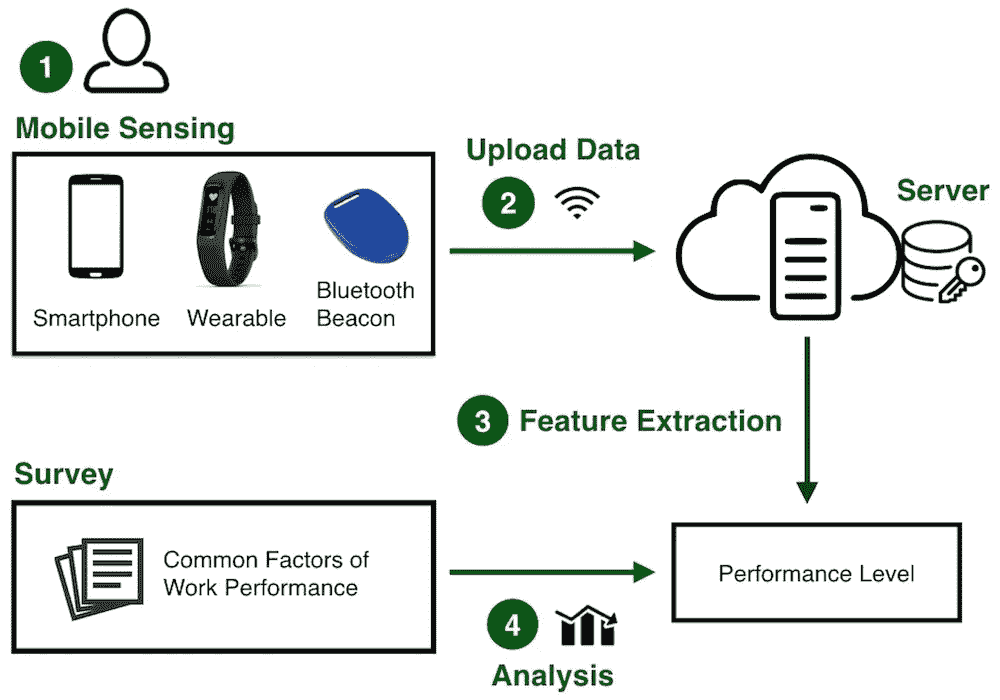 1
Mobile Sensing
Smartphone
Wearable
Bluetooth
Beacon
Upload Data
2
Server
3 Feature Extraction
Survey
Common Factors of
Work Performance
4
Analysis
Performance Level